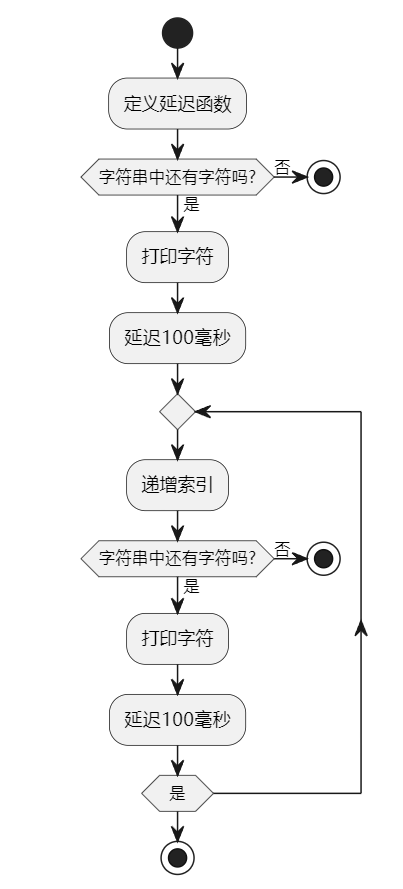 定义延迟函数
字符串中还有字符吗?
否
是
打印字符
延迟100毫秒
递增索引
字符串中还有字符吗?
否
是
打印字符
延迟100毫秒
是